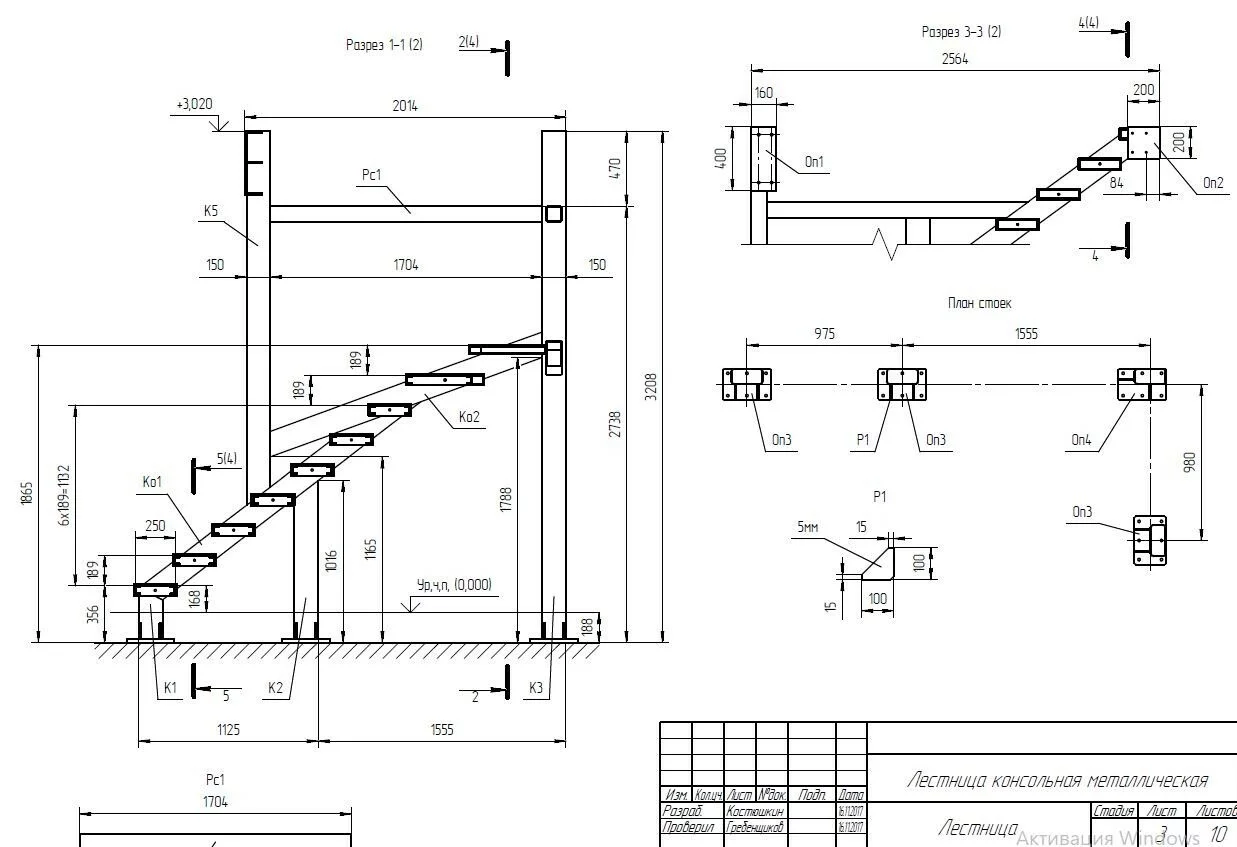 Разрез 1-1 (2)
2(4)
+3,020
2014
Рс1
К5
470
150
1704
150
189
189
Ко2
5(4)
Ко1
1865
6x189=1132
250
189
356
168
1016
1165
1788
2738
3208
Ур,ч,п, (0,000)
188
К1
5
К2
2
К3
1125
1555
Рс1
1704
Разрез 3-3 (2)
4(4)
2564
160
200
400
Оп1
200
84
Оп2
4
План стоек
975
1555
Оп3
Р1
Оп3
Оп4
980
Оп3
Р1
5мм
15
100
15
100
Лестница консольная металлическая
Изм. Кол.уч. Лист №док. Подп. Дата
Разраб. Костюшкин 16.11.2017
Проверил Гребенщиков 16.11.2017
Лестница
Стадия Лист Листов
3 10
Активация Windows